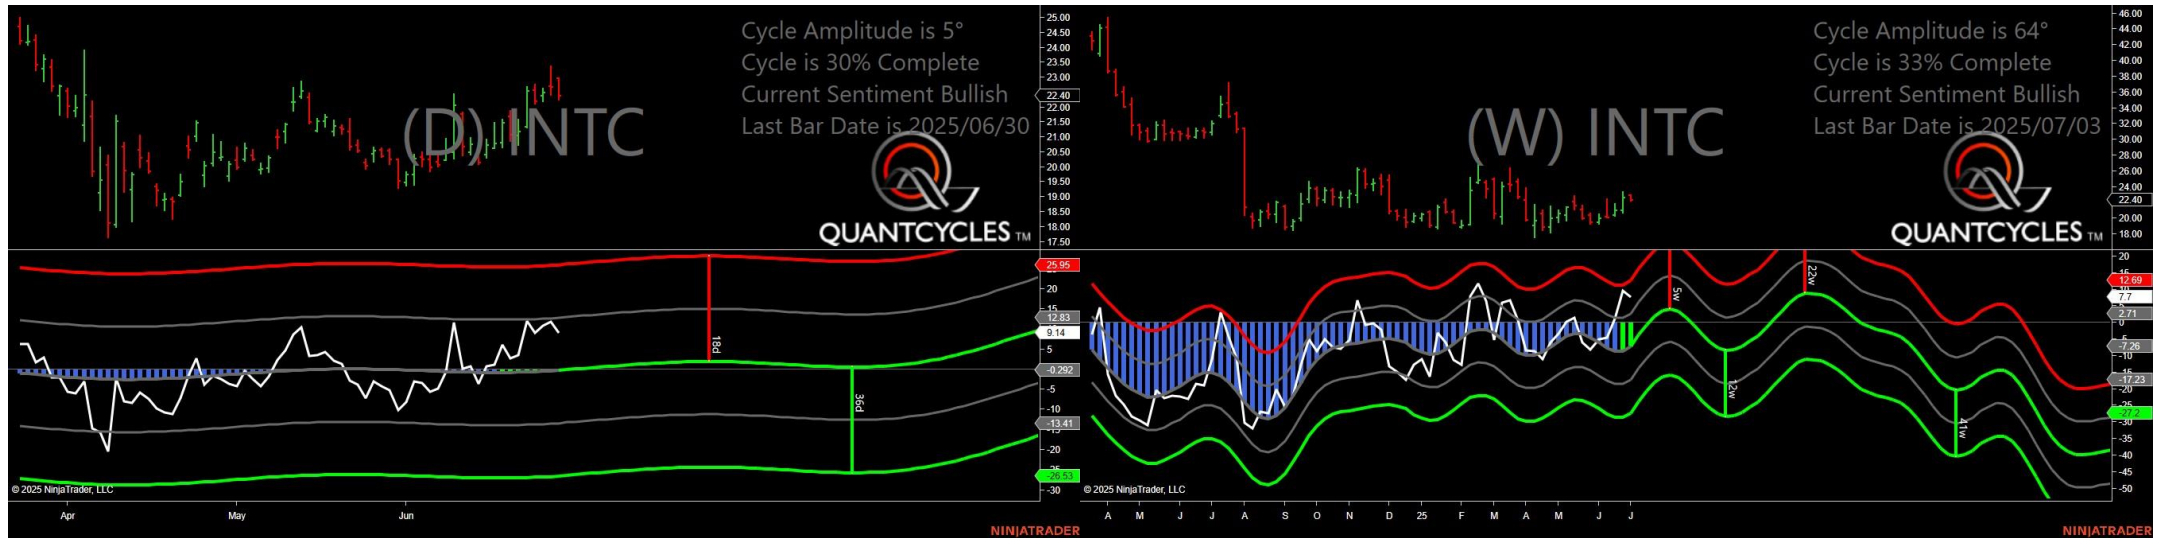 Cycle Amplitude is 5°
Cycle is 30% Complete
Current Sentiment Bullish
Last Bar Date is 2025/06/30
(D) INTC
QUANTCYCLES TM
25.00
24.50
24.00
23.50
23.00
22.40
22.00
21.50
21.00
20.50
20.00
19.50
19.00
18.50
18.00
17.50
25.95
20
15
12.83
9.14
5
-0.292
-5
-10
-13.41
-15
-20
-25
-26.53
-30
18d
36d
© 2025 NinjaTrader, LLC
Apr May Jun
NINJATRADER
Cycle Amplitude is 64°
Cycle is 33% Complete
Current Sentiment Bullish
Last Bar Date is 2025/07/03
(W) INTC
QUANTCYCLES TM
46.00
44.00
42.00
40.00
38.00
36.00
34.00
32.00
30.00
28.00
26.00
24.00
22.40
20.00
18.00
20
15
12.69
7.7
5
2.71
0
-7.26
-10
-17.23
-20
-25
-27.2
-30
-35
-40
-45
-50
5w
12w
22w
41w
© 2025 NinjaTrader, LLC
A M J J A S O N D 25 F M A M J J
NINJATRADER